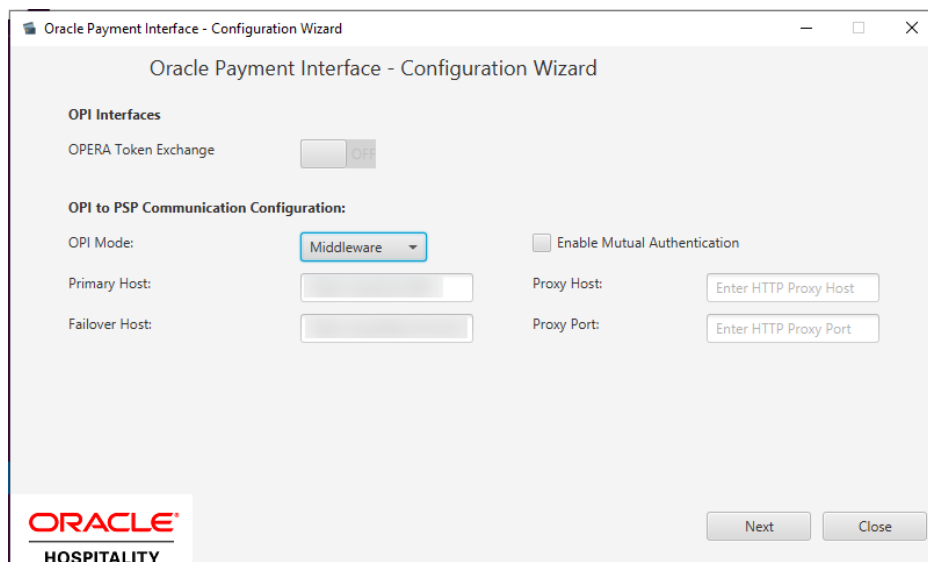 Oracle Payment Interface - Configuration Wizard
Oracle Payment Interface - Configuration Wizard
OPI Interfaces
OPERA Token Exchange
OFF
OPI to PSP Communication Configuration:
OPI Mode:
Middleware
Enable Mutual Authentication
Primary Host:
Proxy Host:
Enter HTTP Proxy Host
Failover Host:
Proxy Port:
Enter HTTP Proxy Port
ORACLE®
HOSPITALITY
Next
Close